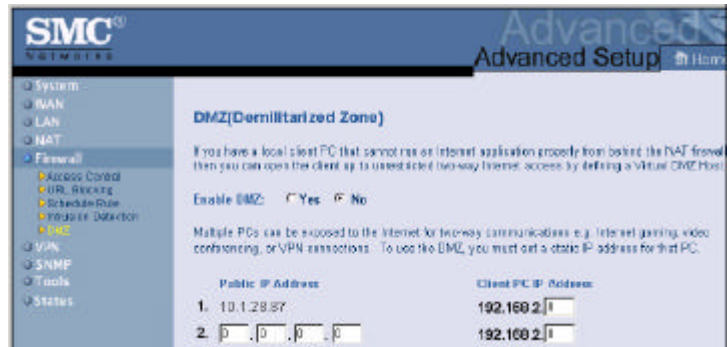 SMC®
Networks
Advanced S
Advanced Setup
Home
System
WAN
LAN
NAT
Firewall
Access Control
URL Blocking
Schedule Rule
Intrusion Detection
DMZ
VPN
SNMP
Tools
Status
DMZ(Demilitarized Zone)
If you have a local client PC that cannot run an Internet application properly from behind the NAT firewall
then you can open the client up to unrestricted two-way Internet access by defining a Virtual DMZ Host
Enable DMZ: Yes No
Multiple PCs can be exposed to the Internet for two-way communications e.g. Internet gaming, video
conferencing, or VPN connections. To use the DMZ, you must set a static IP address for that PC.
Public IP Address Client PC IP Address
1. 10.1.28.87 192.168.2.0
2. 0 . 0 . 0 . 0 192.168.2.0